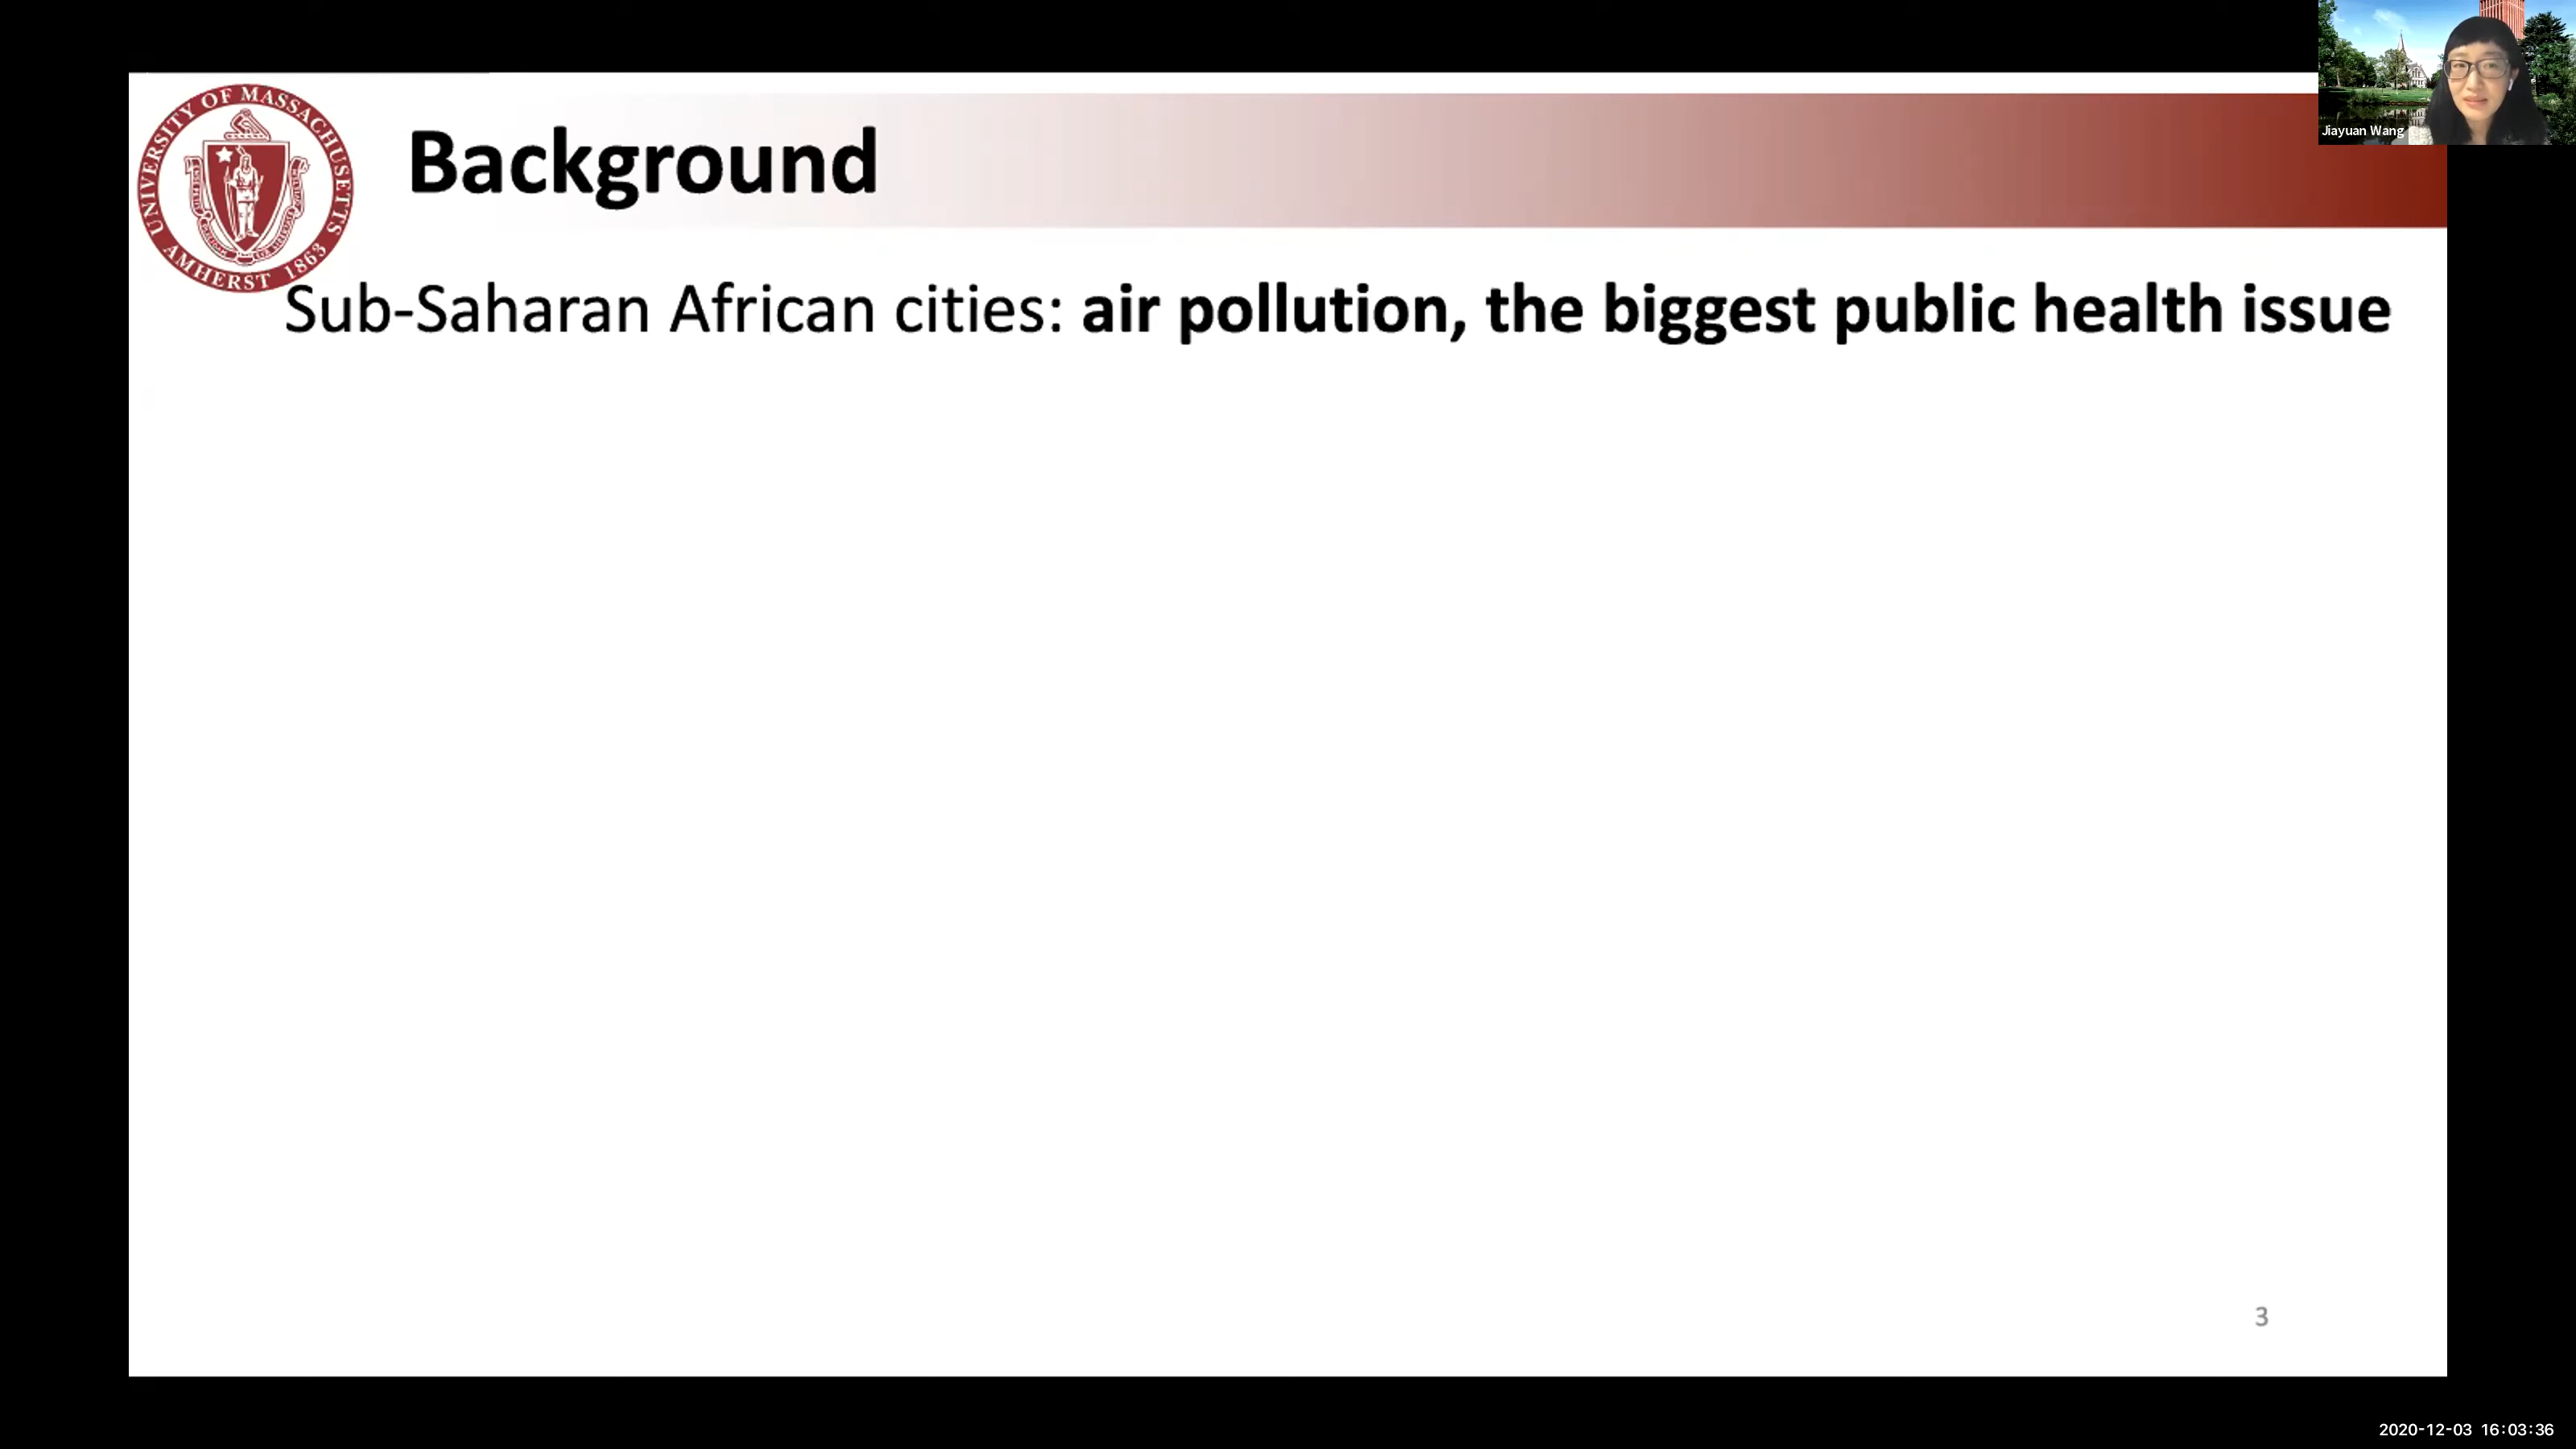 Jiayuan Wang
UNIVERSITY OF MASSACHUSETTS
AMHERST 1863
Background
Sub-Saharan African cities: air pollution, the biggest public health issue
3
2020-12-03 16:03:36